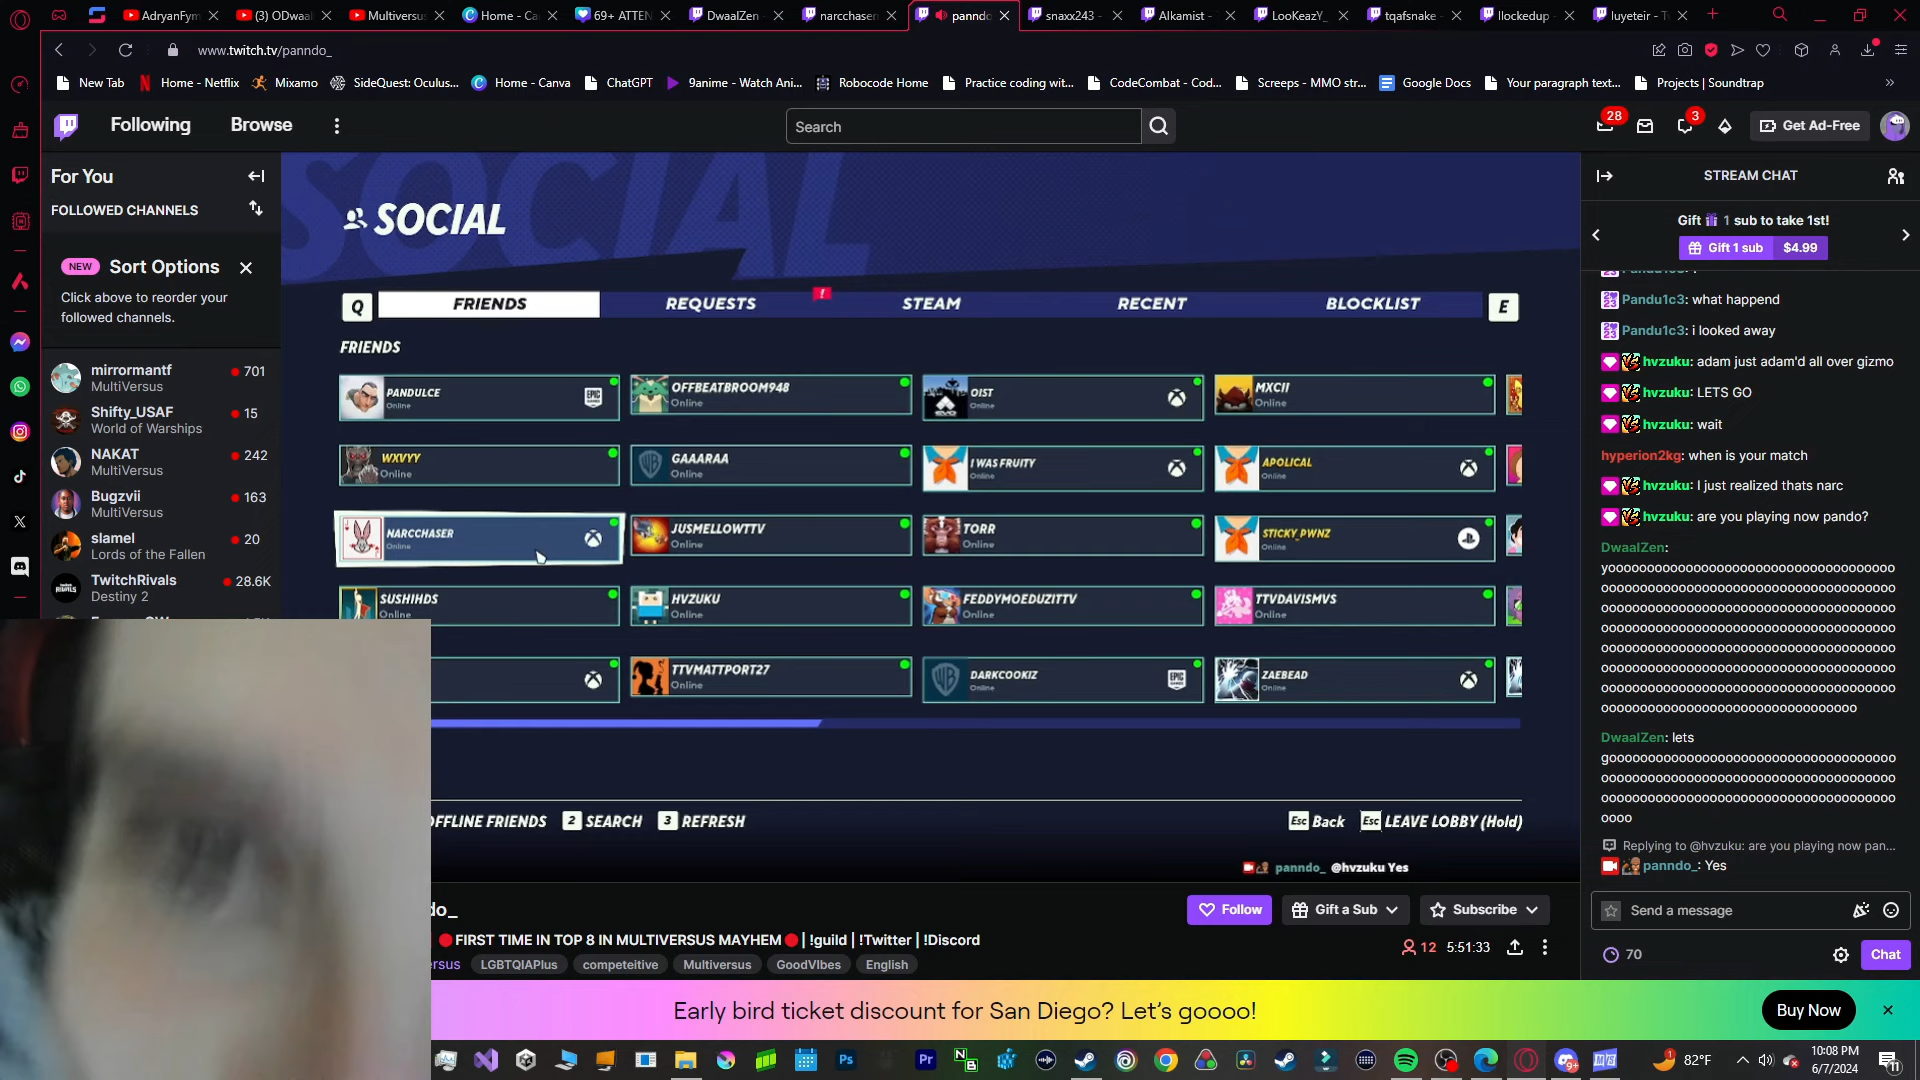 AdryanFym
(3) ODwaal
Multiversus
Home - Ca
69+ ATTEN
DwaalZen -
narcchaser
panndo
snaxx243 -
Alkamist -
LooKeazY_
tqafsnake -
llockedup -
luyeteir - T
www.twitch.tv/panndo_
New Tab
Home - Netflix
Mixamo
SideQuest: Oculus...
Home - Canva
ChatGPT
9anime - Watch Ani...
Robocode Home
Practice coding wit...
CodeCombat - Cod...
Screeps - MMO str...
Google Docs
Your paragraph text...
Projects | Soundtrap
Following
Browse
Search
28
3
Get Ad-Free
For You
FOLLOWED CHANNELS
NEW Sort Options
Click above to reorder your
followed channels.
mirrormantf 701
MultiVersus
Shifty_USAF 15
World of Warships
NAKAT 242
MultiVersus
Bugzvii 163
MultiVersus
slamel 20
Lords of the Fallen
TwitchRivals 28.6K
Destiny 2
SOCIAL
SOCIAL
Q FRIENDS REQUESTS ! STEAM RECENT BLOCKLIST E
FRIENDS
PANDULCE
Online
OFFBEATBROOM948
Online
OIST
Online
MXCII
Online
WXVYY
Online
GAAARAA
Online
I WAS FRUITY
Online
APOLICAL
Online
NARCCHASER
Online
JUSMELLOWTTV
Online
TORR
Online
STICKY_PWNZ
Online
SUSHIHDS
Online
HVZUKU
Online
FEDDYMOEDUZITTV
Online
TTVDAVISMVS
Online
TTVMATTPORT27
Online
DARKCOOKIZ
Online
ZAEBEAD
Online
OFFLINE FRIENDS 2 SEARCH 3 REFRESH
Esc Back Esc LEAVE LOBBY (Hold)
panndo_ @hvzuku Yes
do_
Follow
Gift a Sub
Subscribe
FIRST TIME IN TOP 8 IN MULTIVERSUS MAYHEM | !guild | !Twitter | !Discord
12 5:51:33
ersus LGBTQIAPlus competeitive Multiversus GoodVIbes English
Early bird ticket discount for San Diego? Let's goooo!
Buy Now
STREAM CHAT
Gift 1 sub to take 1st!
Gift 1 sub $4.99
Pandu1c3: what happend
Pandu1c3: i looked away
hvzuku: adam just adam'd all over gizmo
hvzuku: LETS GO
hvzuku: wait
hyperion2kg: when is your match
hvzuku: I just realized thats narc
hvzuku: are you playing now pando?
DwaalZen:
yooooooooooooooooooooooooooooooooooooo
oooooooooooooooooooooooooooooooooooooo
oooooooooooooooooooooooooooooooooooooo
oooooooooooooooooooooooooooooooooooooo
oooooooooooooooooooooooooooooooooooooo
oooooooooooooooooooooooooooooooooooooo
oooooooooooooooooooooooooooooooooooooo
oooooooooooooooooooooooooooooooo
DwaalZen: lets
gooooooooooooooooooooooooooooooooooooo
oooooooooooooooooooooooooooooooooooooo
oooooooooooooooooooooooooooooooooooooo
oooo
Replying to @hvzuku: are you playing now pan...
panndo_: Yes
Send a message
70
Chat
82°F
10:08 PM
6/7/2024
11